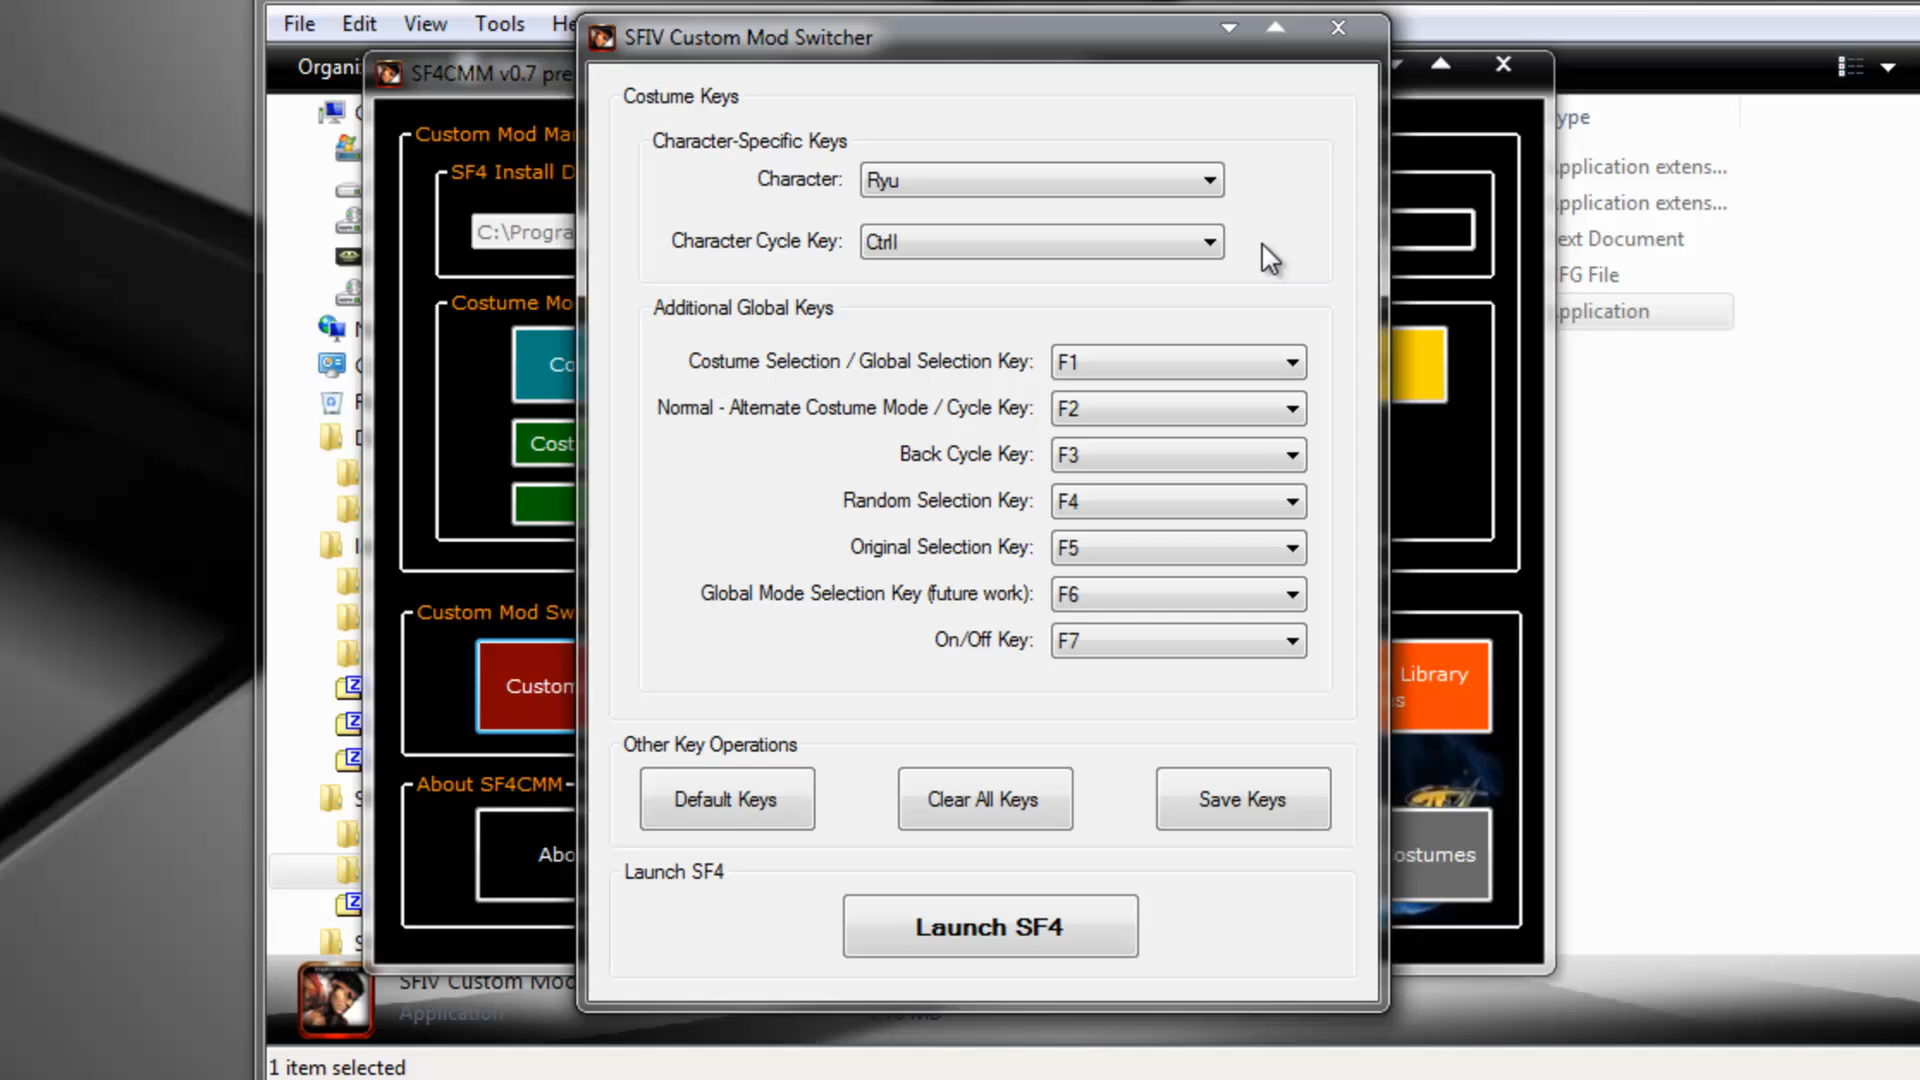 File Edit View Tools He
SFIV Custom Mod Switcher
Organi
SF4CMM v0.7 pre
Costume Keys
ype
Custom Mod Ma
Character-Specific Keys
SF4 Install D
Character: Ryu
pplication extens...
pplication extens...
C:\Progra
Character Cycle Key: Ctrll
ext Document
FG File
Costume Mo
Additional Global Keys
pplication
Co
Costume Selection / Global Selection Key: F1
Normal - Alternate Costume Mode / Cycle Key: F2
Cost
Back Cycle Key: F3
Random Selection Key: F4
Original Selection Key: F5
Global Mode Selection Key (future work): F6
Custom Mod Sw
On/Off Key: F7
Custom
Library
s
Other Key Operations
About SF4CMM
Default Keys Clear All Keys Save Keys
Abo
ostumes
Launch SF4
Launch SF4
SFIV Custom Mod
Application
1 item selected